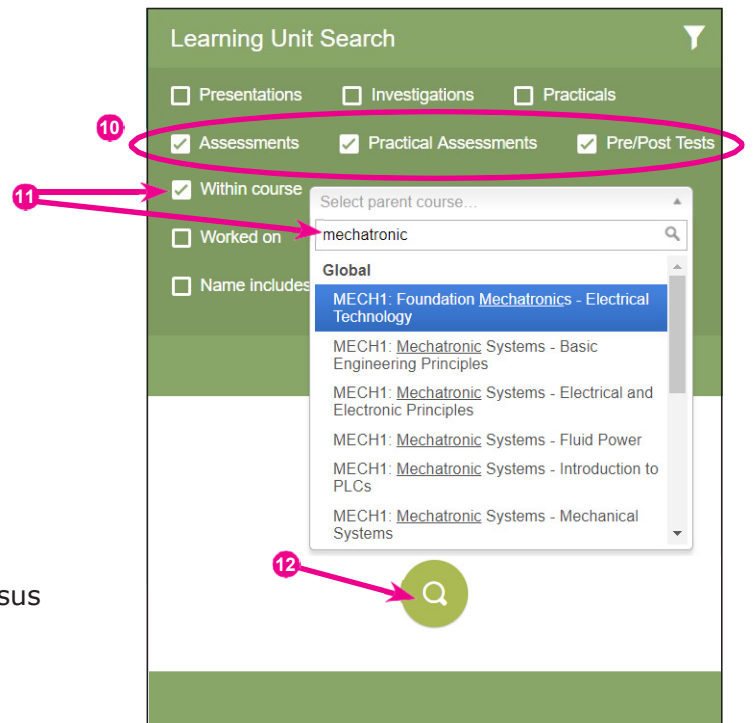 Learning Unit Search
Presentations Investigations Practicals
10
Assessments Practical Assessments Pre/Post Tests
11
Within course
Select parent course...
Worked on
mechatronic
Global
Name includes
MECH1: Foundation Mechatronics - Electrical
Technology
MECH1: Mechatronic Systems - Basic
Engineering Principles
MECH1: Mechatronic Systems - Electrical and
Electronic Principles
MECH1: Mechatronic Systems - Fluid Power
MECH1: Mechatronic Systems - Introduction to
PLCs
MECH1: Mechatronic Systems - Mechanical
Systems
12
sus